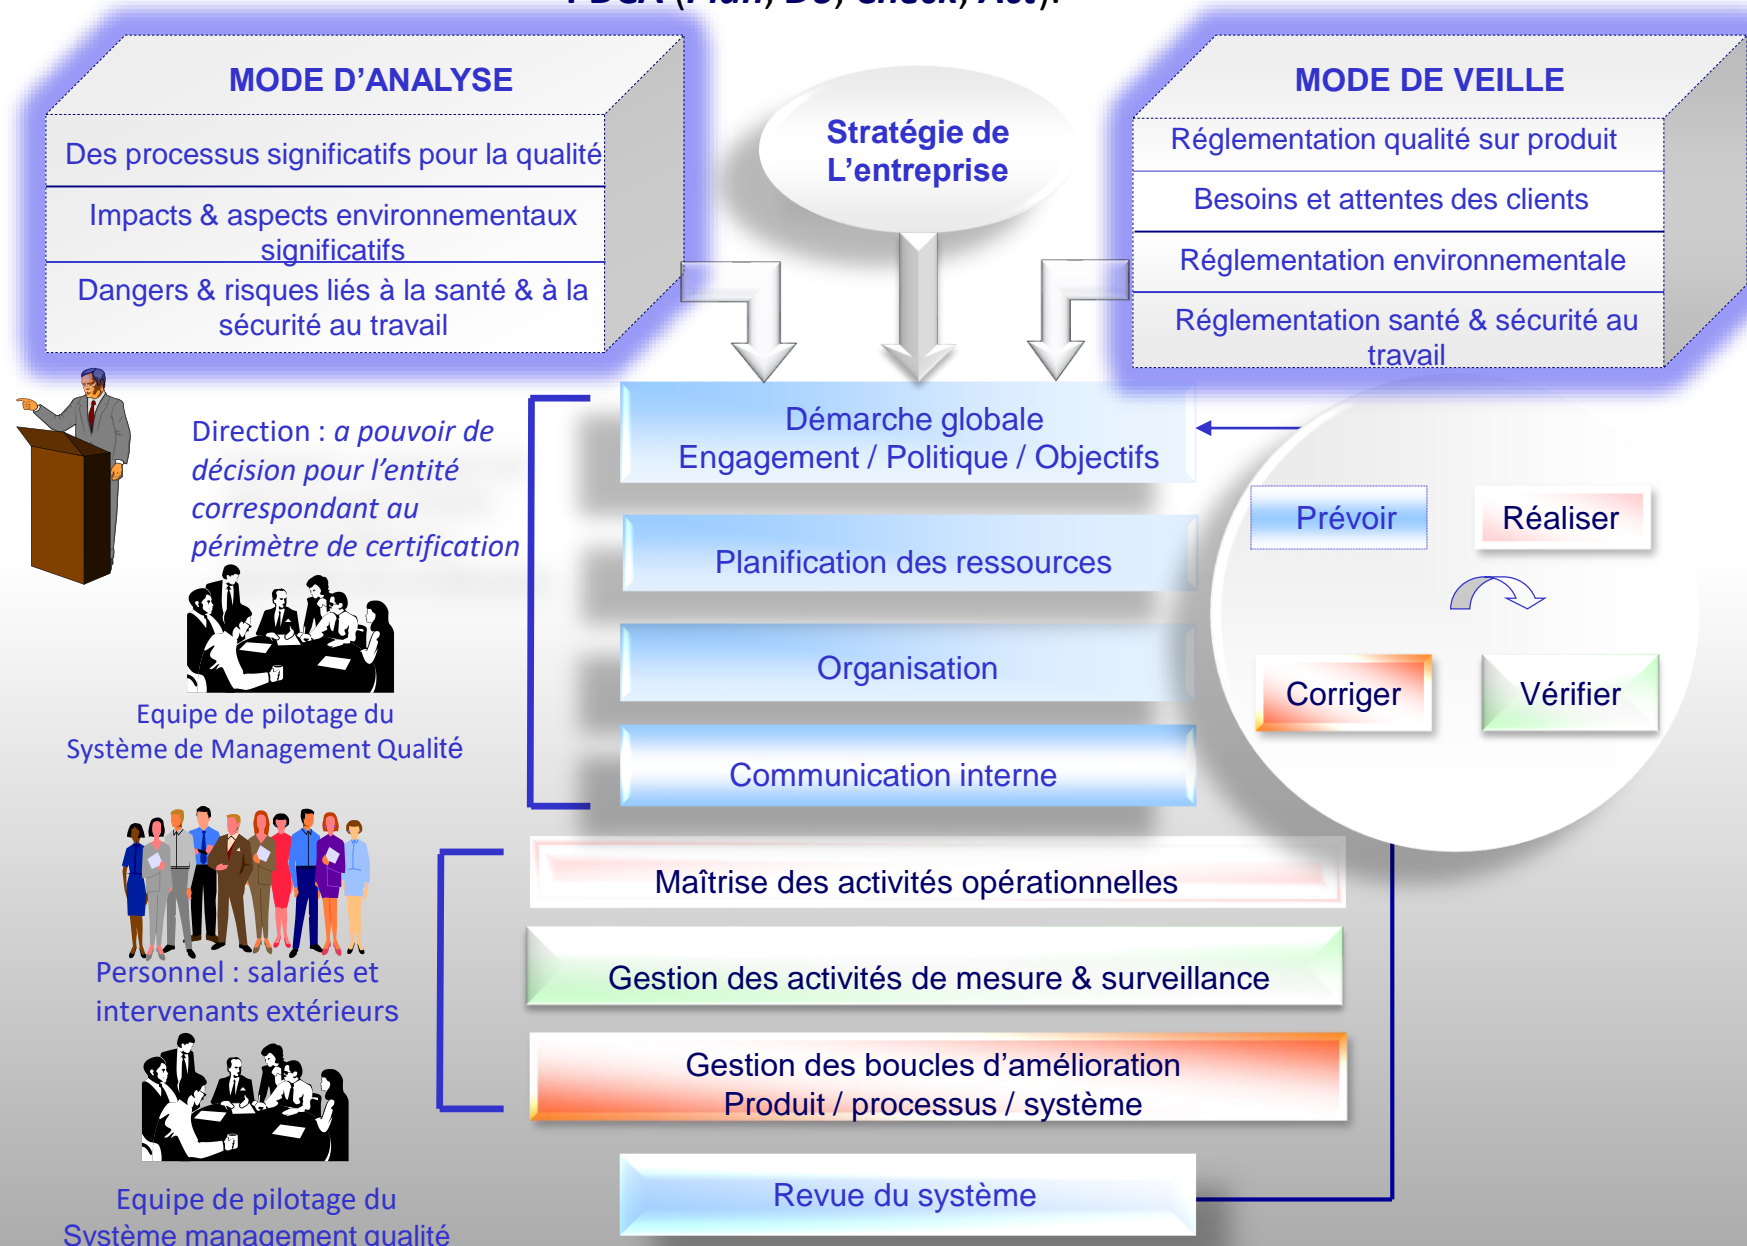 PDCA (Plan, Do, Check, Act).
MODE D'ANALYSE
Des processus significatifs pour la qualité
Impacts & aspects environnementaux
significatifs
Dangers & risques liés à la santé & à la
sécurité au travail
Stratégie de
L'entreprise
MODE DE VEILLE
Réglementation qualité sur produit
Besoins et attentes des clients
Réglementation environnementale
Réglementation santé & sécurité au
travail
Direction : a pouvoir de
décision pour l'entité
correspondant au
périmètre de certification
Equipe de pilotage du
Système de Management Qualité
Personnel : salariés et
intervenants extérieurs
Equipe de pilotage du
Système management qualité
Démarche globale
Engagement / Politique / Objectifs
Planification des ressources
Organisation
Communication interne
Maîtrise des activités opérationnelles
Gestion des activités de mesure & surveillance
Gestion des boucles d'amélioration
Produit / processus / système
Revue du système
Prévoir
Réaliser
Corriger
Vérifier